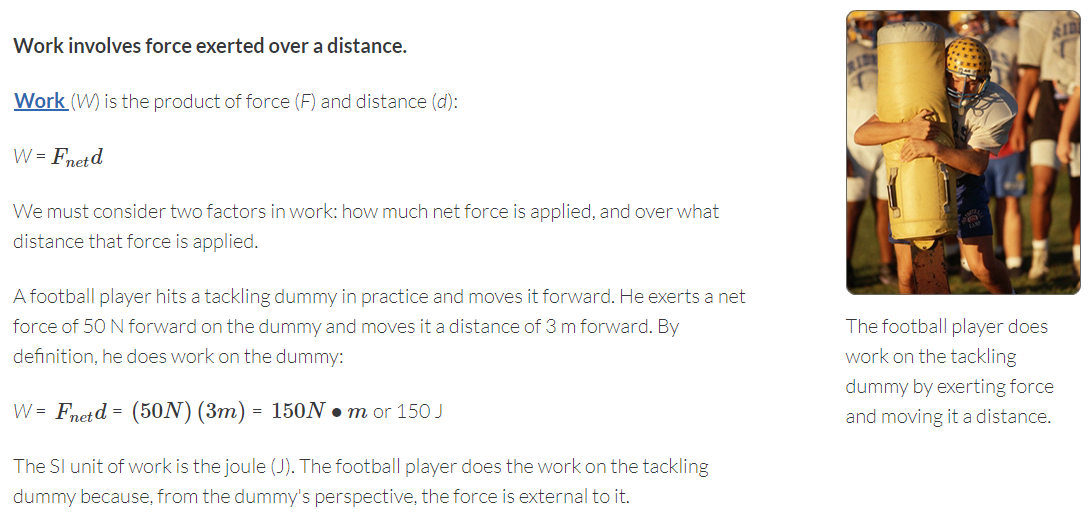 Work involves force exerted over a distance.
Work (W) is the product of force (F) and distance (d):
W = Fnetd
We must consider two factors in work: how much net force is applied, and over what
distance that force is applied.
A football player hits a tackling dummy in practice and moves it forward. He exerts a net
force of 50 N forward on the dummy and moves it a distance of 3 m forward. By
definition, he does work on the dummy:
W = Fnetd = (50N) (3m) = 150N • m or 150 J
The SI unit of work is the joule (J). The football player does the work on the tackling
dummy because, from the dummy's perspective, the force is external to it.
The football player does
work on the tackling
dummy by exerting force
and moving it a distance.